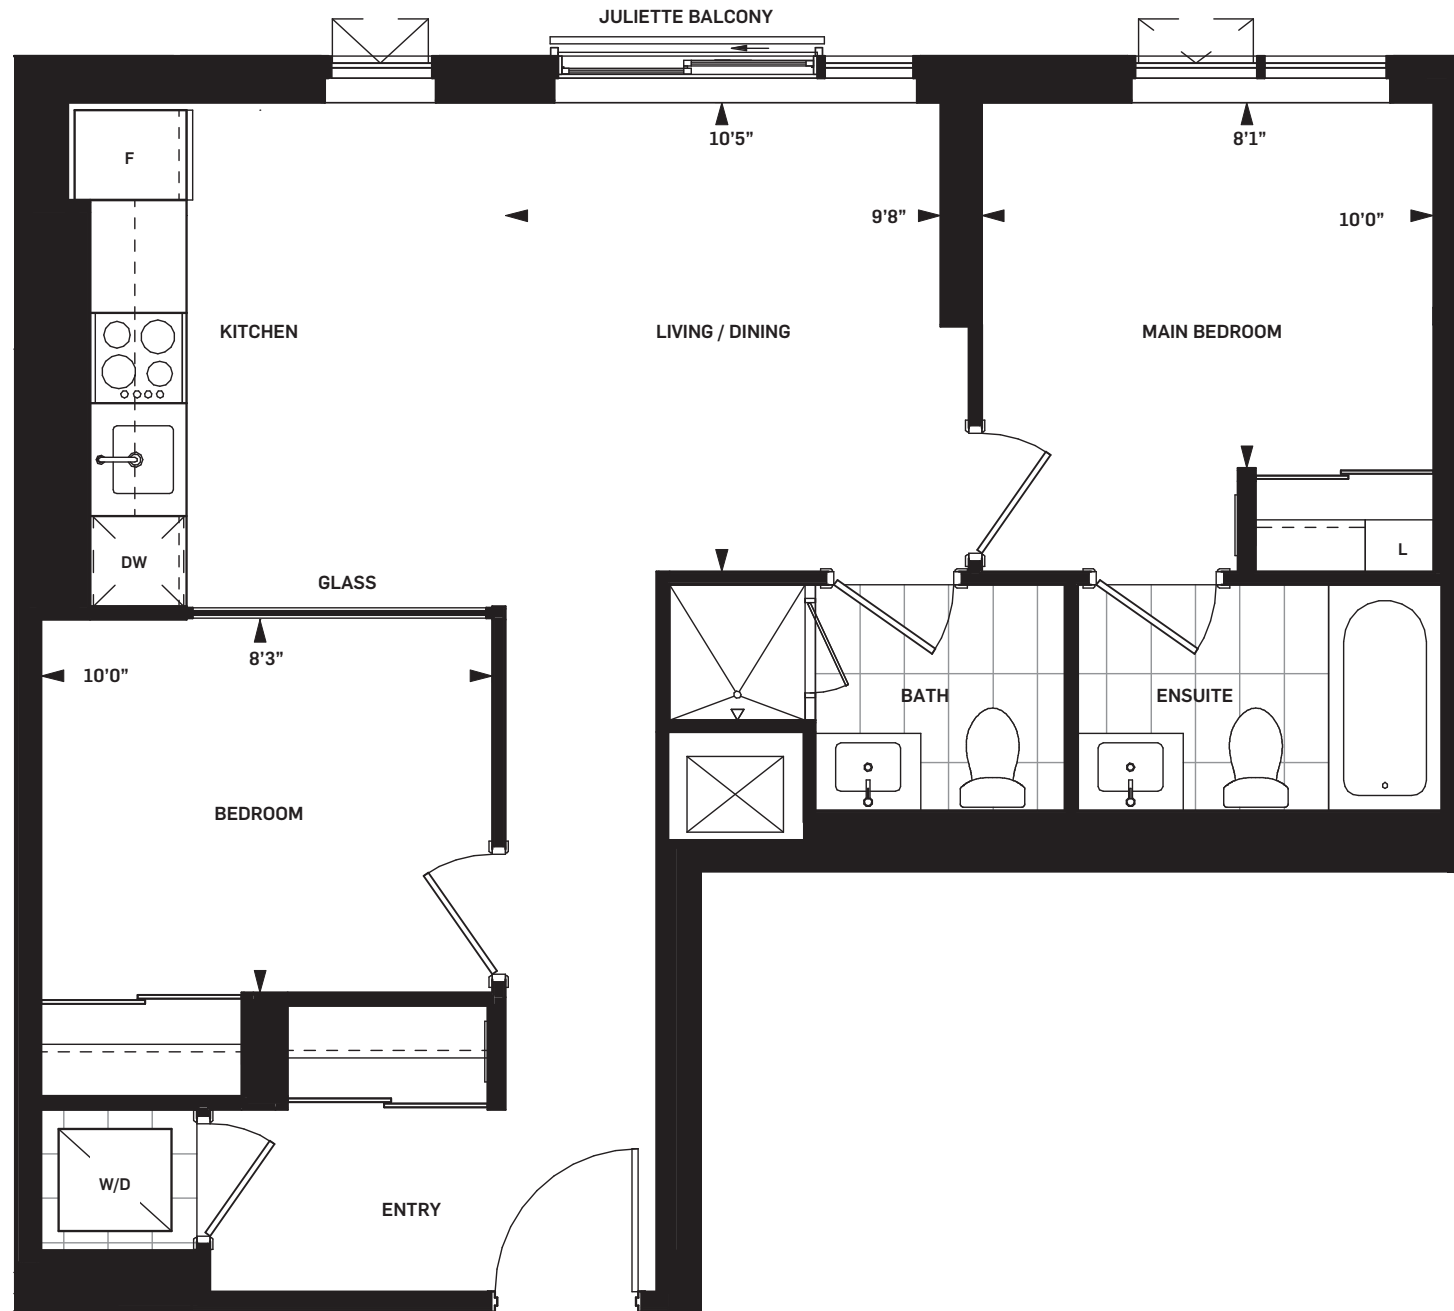 JULIETTE BALCONY
10’5”
8’1”
F
9’8”
10’0”
KITCHEN
LIVING / DINING
MAIN BEDROOM
L
DW
GLASS
8’3”
10’0”
BATH
ENSUITE
BEDROOM
W/D
ENTRY